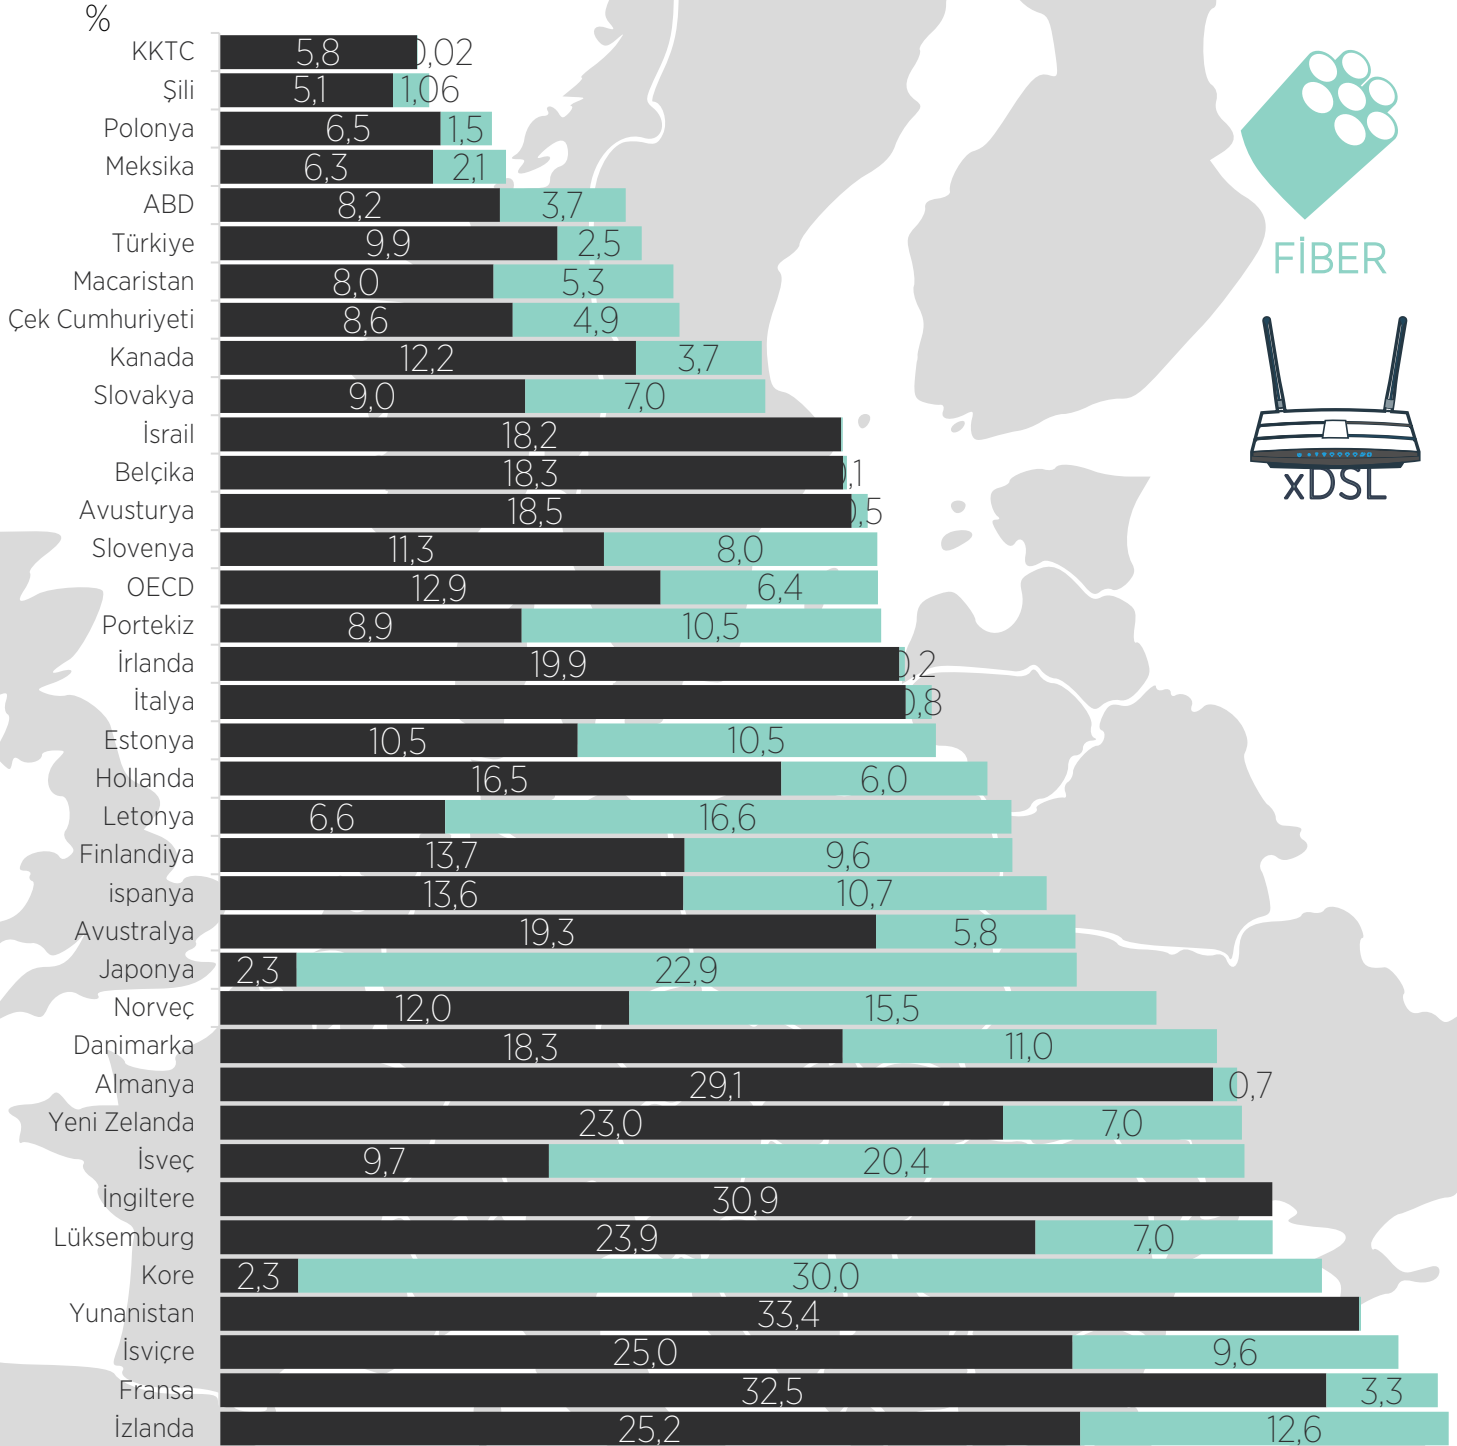 %
KKTC 5,8 0,02
Şili 5,1 1,06
Polonya 6,5 1,5
Meksika 6,3 2,1
ABD 8,2 3,7
Türkiye 9,9 2,5
FİBER
Macaristan 8,0 5,3
Çek Cumhuriyeti 8,6 4,9
Kanada 12,2 3,7
Slovakya 9,0 7,0
İsrail 18,2
Belçika 18,3 0,1
xDSL
Avusturya 18,5 0,5
Slovenya 11,3 8,0
OECD 12,9 6,4
Portekiz 8,9 10,5
İrlanda 19,9 0,2
İtalya 0,8
Estonya 10,5 10,5
Hollanda 16,5 6,0
Letonya 6,6 16,6
Finlandiya 13,7 9,6
ispanya 13,6 10,7
Avustralya 19,3 5,8
Japonya 2,3 22,9
Norveç 12,0 15,5
Danimarka 18,3 11,0
Almanya 29,1 0,7
Yeni Zelanda 23,0 7,0
İsveç 9,7 20,4
İngiltere 30,9
Lüksemburg 23,9 7,0
Kore 2,3 30,0
Yunanistan 33,4
İsviçre 25,0 9,6
Fransa 32,5 3,3
İzlanda 25,2 12,6